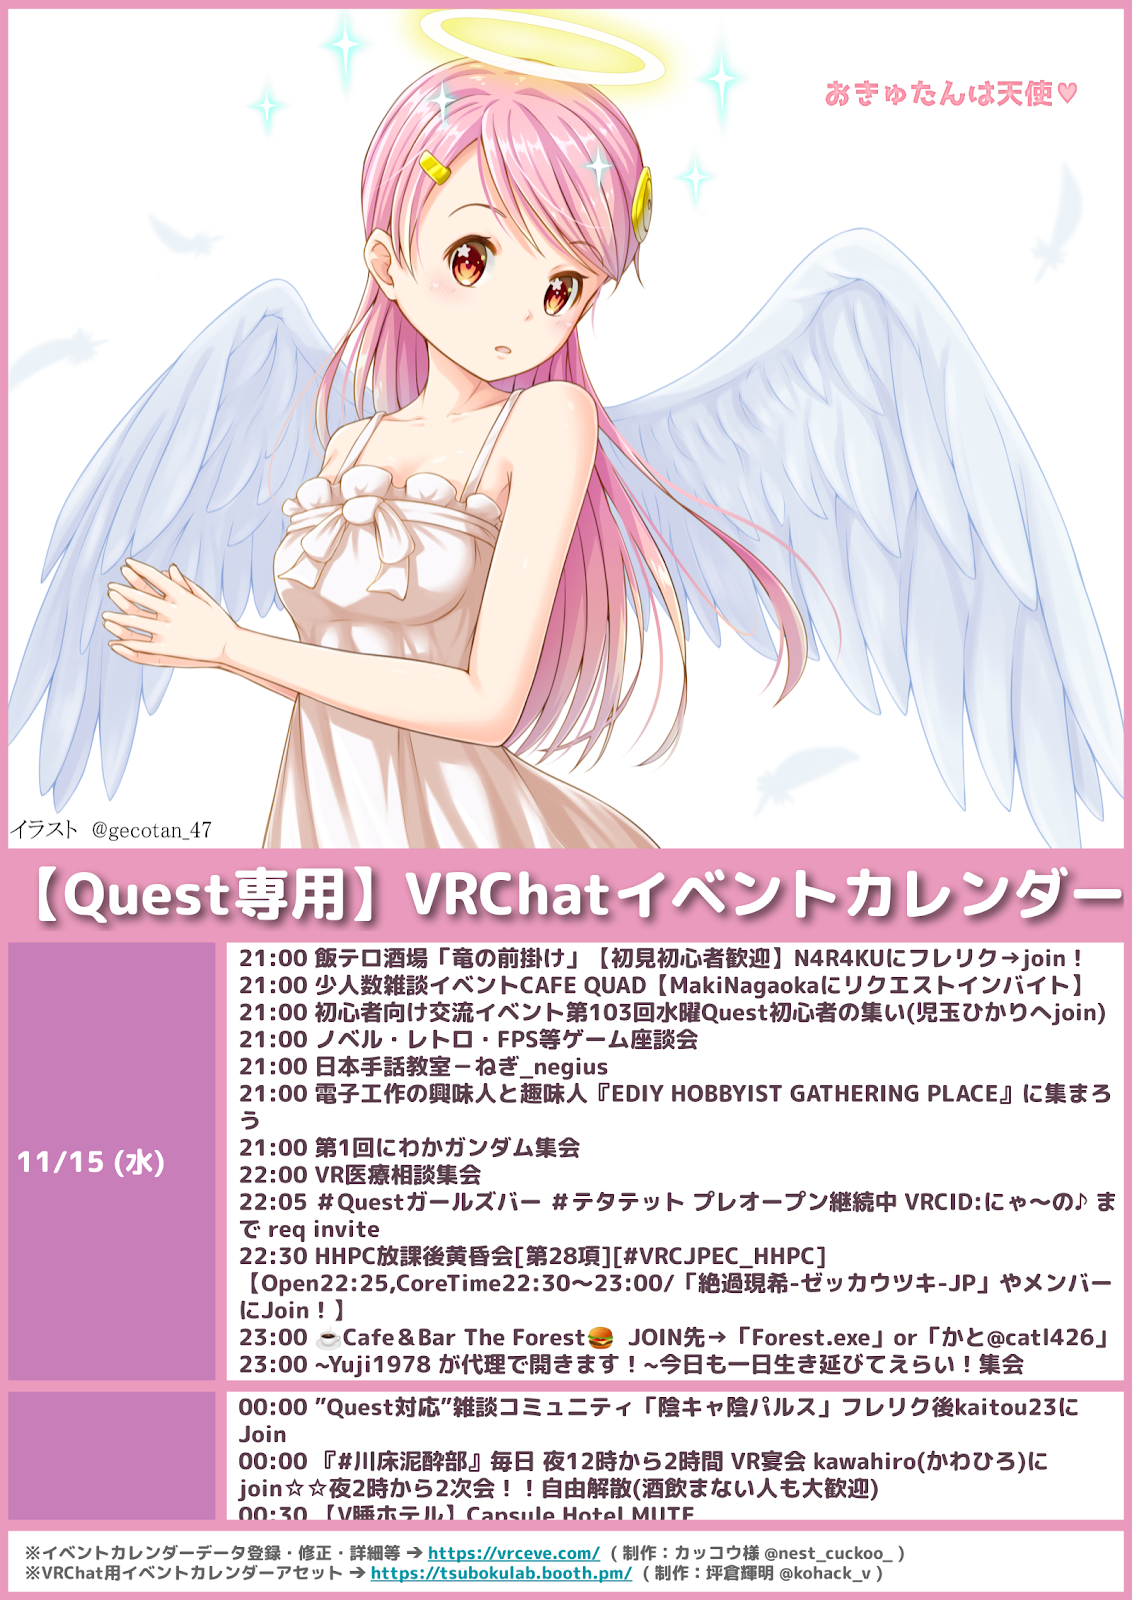 おきゅたんは天使♥
イラスト @gecotan_47
【Quest専用】VRChatイベントカレンダー
11/15 (水)
21:00 飯テロ酒場「竜の前掛け」【初見初心者歓迎】N4R4KUにフレリク→join！
21:00 少人数雑談イベントCAFE QUAD【MakiNagaokaにリクエストインバイト】
21:00 初心者向け交流イベント第103回水曜Quest初心者の集い(児玉ひかりへjoin)
21:00 ノベル・レトロ・FPS等ゲーム座談会
21:00 日本手話教室－ねぎ_negius
21:00 電子工作の興味人と趣味人『EDIY HOBBYIST GATHERING PLACE』に集まろ
う
21:00 第1回にわかガンダム集会
22:00 VR医療相談集会
22:05 ＃Questガールズバー ＃テタテット プレオープン継続中 VRCID:にゃ～の♪ ま
で req invite
22:30 HHPC放課後黄昏会[第28項][#VRCJPEC_HHPC]
【Open22:25,CoreTime22:30～23:00/「絶過現希-ゼッカウツキ-JP」やメンバー
にJoin！】
23:00 ☕Cafe＆Bar The Forest🍔 JOIN先→「Forest.exe」or「かと@catl426」
23:00 ~Yuji1978 が代理で開きます！~今日も一日生き延びてえらい！集会
00:00 ”Quest対応”雑談コミュニティ「陰キャ陰パルス」フレリク後kaitou23に
Join
00:00 『#川床泥酔部』毎日 夜12時から2時間 VR宴会 kawahiro(かわひろ)に
join☆☆夜2時から2次会！！自由解散(酒飲まない人も大歓迎)
00:30 【V睡ホテル】Capsule Hotel MUTE
※イベントカレンダーデータ登録・修正・詳細等 ➔ https://vrceve.com/ ( 制作：カッコウ様 @nest_cuckoo_ )
※VRChat用イベントカレンダーアセット ➔ https://tsubokulab.booth.pm/ ( 制作：坪倉輝明 @kohack_v )